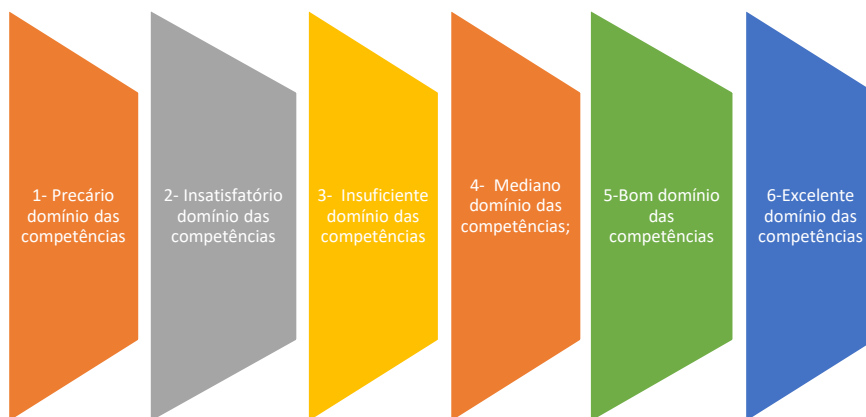 1- Precário
domínio das
competências
2- Insatisfatório
domínio das
competências
3-  Insuficiente
domínio das
competências
4-  Mediano
domínio das
competências;
5-Bom domínio
das
competências
6-Excelente
domínio das
competências